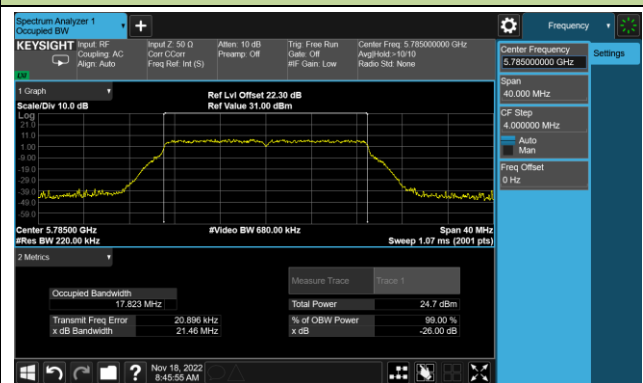 Spectrum Analyzer 1
Occupied BW
Frequency
KEYSIGHT
Input: RF
Coupling: AC
Align: Auto
Input Z: 50 Ω
Corr CCorr
Freq Ref: Int (S)
Atten: 10 dB
Preamp: Off
Trig: Free Run
Gate: Off
#IF Gain: Low
Center Freq: 5.785000000 GHz
Avg|Hold:>10/10
Radio Std: None
Center Frequency
5.785000000 GHz
Settings
Span
40.000 MHz
CF Step
4.000000 MHz
Auto
Man
Freq Offset
0 Hz
1 Graph
Scale/Div 10.0 dB
Ref Lvl Offset 22.30 dB
Ref Value 31.00 dBm
Log
21.0
11.0
1.00
-9.00
-19.0
-29.0
-39.0
-49.0
-59.0
Center 5.78500 GHz
#Res BW 220.00 kHz
#Video BW 680.00 kHz
Span 40 MHz
Sweep 1.07 ms (2001 pts)
2 Metrics
Measure Trace
Trace 1
Occupied Bandwidth
17.823 MHz
Total Power
24.7 dBm
Transmit Freq Error
20.896 kHz
% of OBW Power
99.00 %
x dB Bandwidth
21.46 MHz
x dB
-26.00 dB
Nov 18, 2022
8:45:55 AM